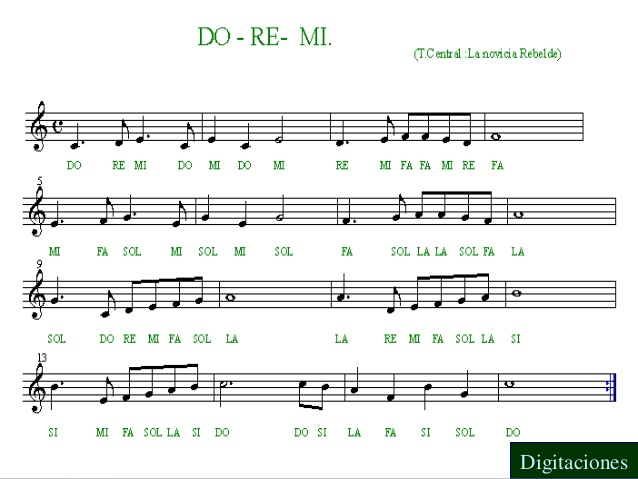 DO - RE- MI.
(T.Central :La novicia Rebelde)
DO RE MI DO MI DO MI RE MI FA FA MI RE FA
5
MI FA SOL MI SOL MI SOL FA SOL LA LA SOL FA LA
9
SOL DO RE MI FA SOL LA LA RE MI FA SOL LA SI
13
SI MI FA SOL LA SI DO DO SI LA FA SI SOL DO
Digitaciones